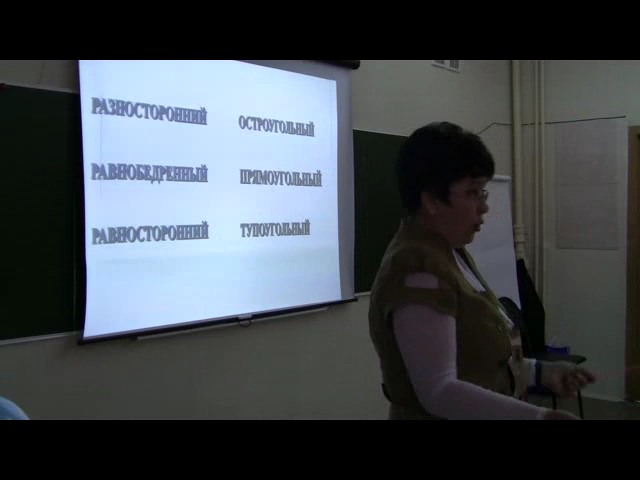 РАЗНОСТОРОННИЙ ОСТРОУГОЛЬНЫЙ
РАВНОБЕДРЕННЫЙ ПРЯМОУГОЛЬНЫЙ
РАВНОСТОРОННИЙ ТУПОУГОЛЬНЫЙ